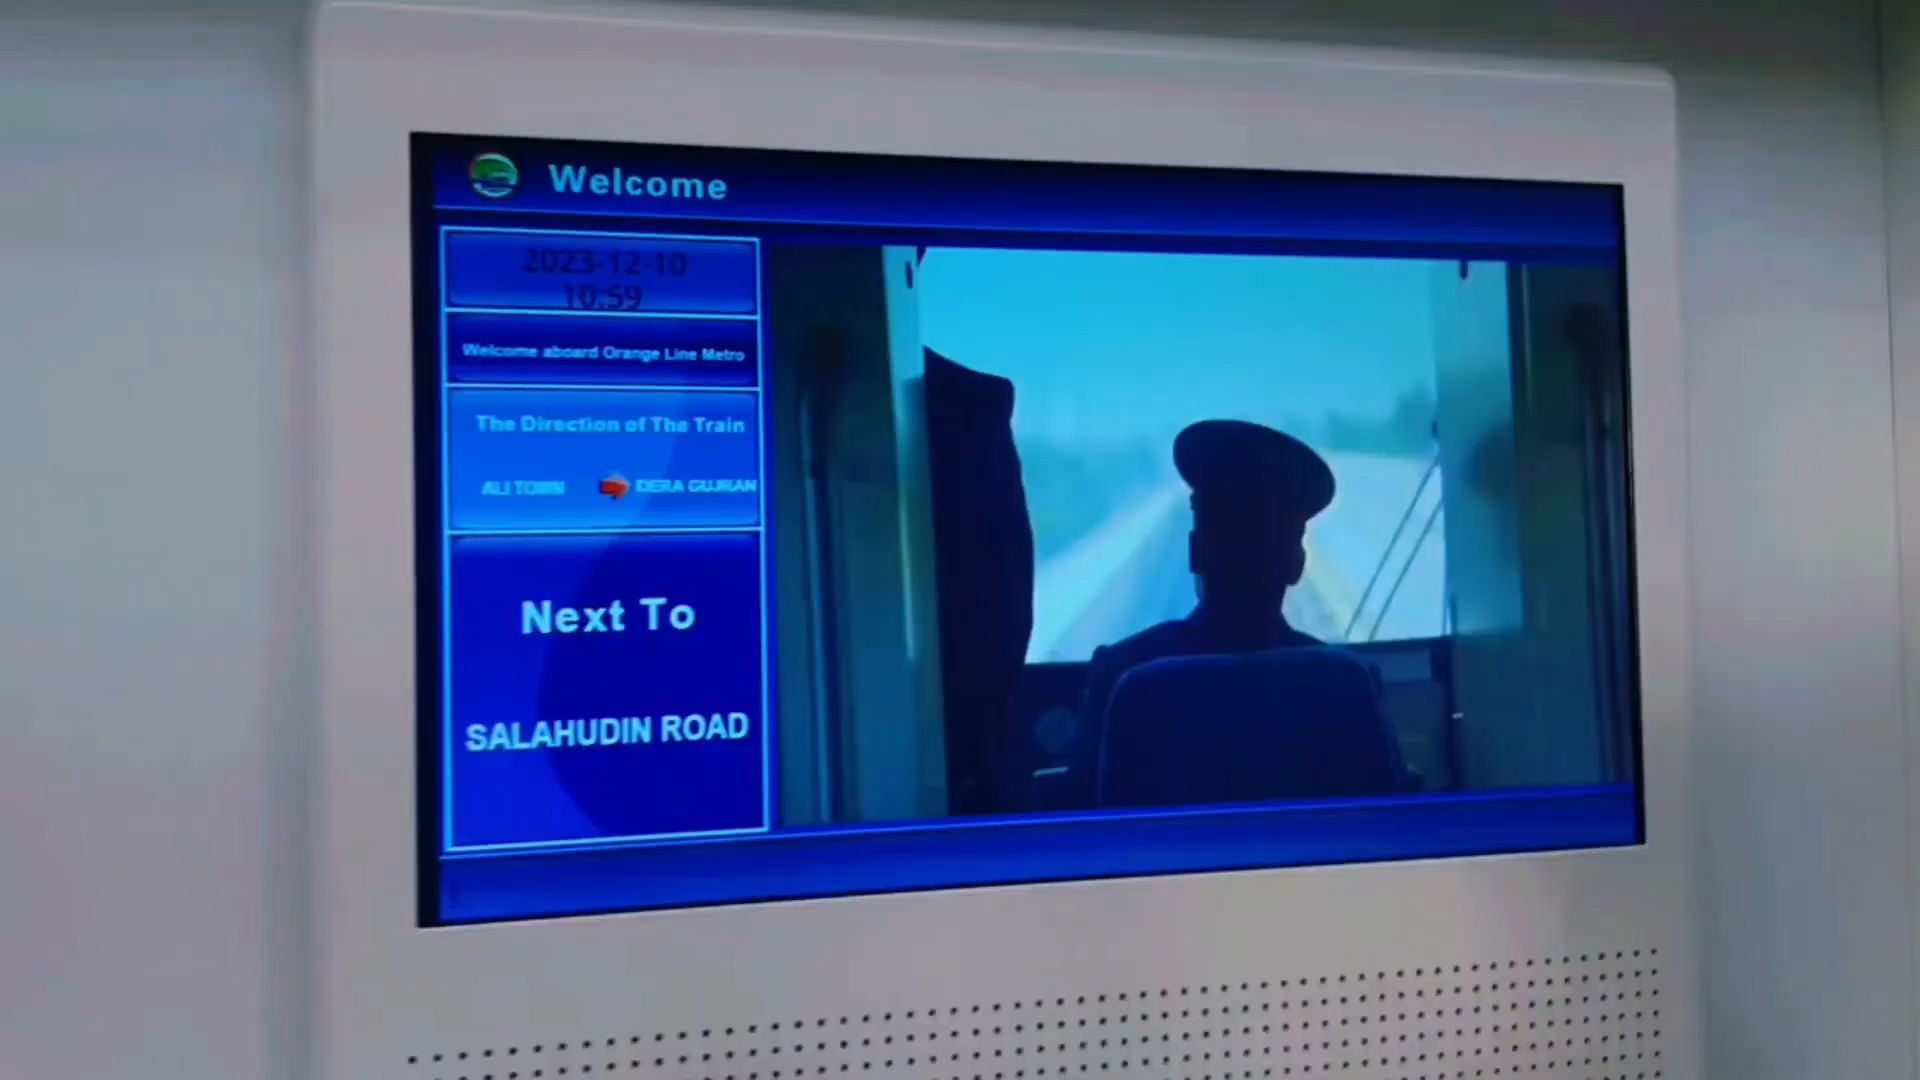 Welcome
2023-12-10
10:59
Welcome aboard Orange Line Metro
The Direction of The Train
ALI TOWN DERA GUJRAN
Next To
SALAHUDIN ROAD